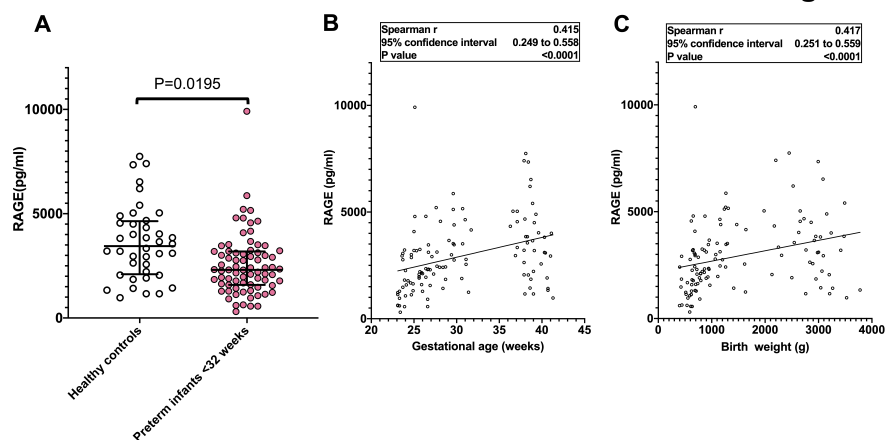 A
P=0.0195
10000
5000
0
RAGE(pg/ml)
Healthy controls
Preterm infants <32 weeks
B
Spearman r 0.415
95% confidence interval 0.249 to 0.558
P value <0.0001
10000
5000
0
RAGE (pg/ml)
20 25 30 35 40 45
Gestational age (weeks)
C
Spearman r 0.417
95% confidence interval 0.251 to 0.559
P value <0.0001
10000
5000
0
RAGE (pg/ml)
0 1000 2000 3000 4000
Birth weight (g)